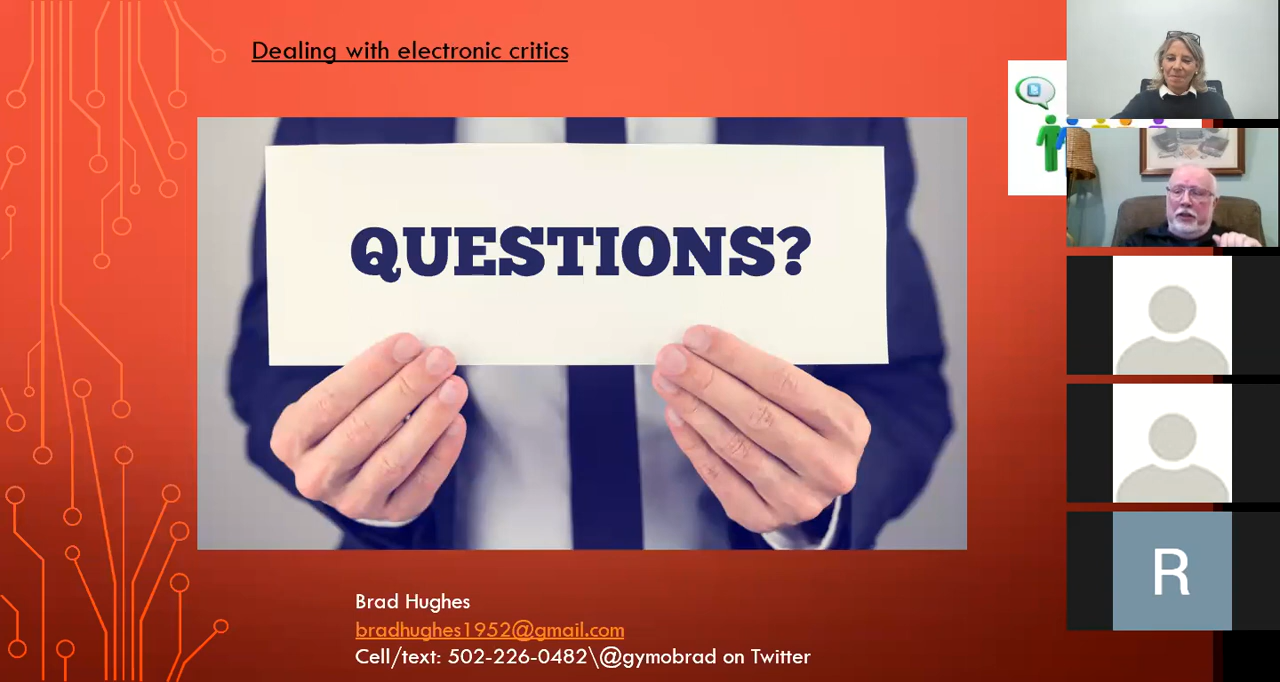 Dealing with electronic critics
QUESTIONS?
Brad Hughes
bradhughes1952@gmail.com
Cell/text: 502-226-0482\@gymobrad on Twitter
R